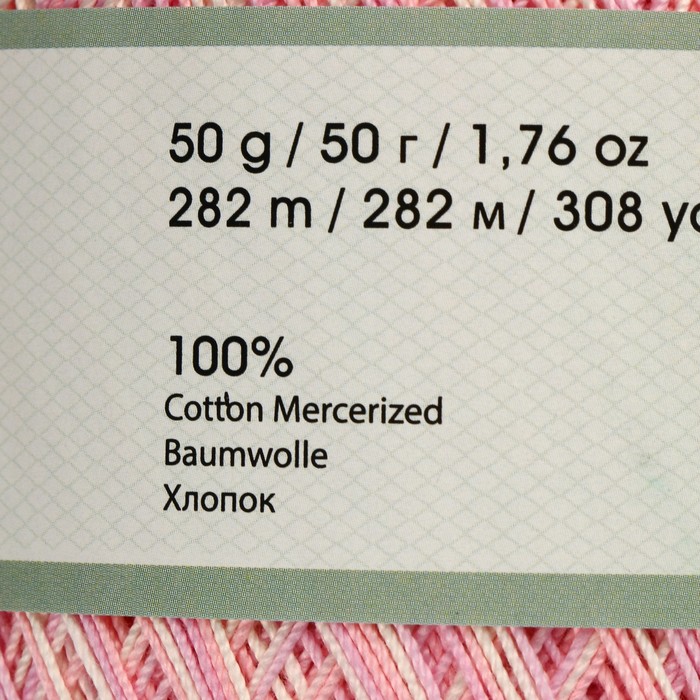 50 g / 50 г / 1,76 oz
282 m / 282 м / 308
100%
Cotton Mercerized
Baumwolle
Хлопок